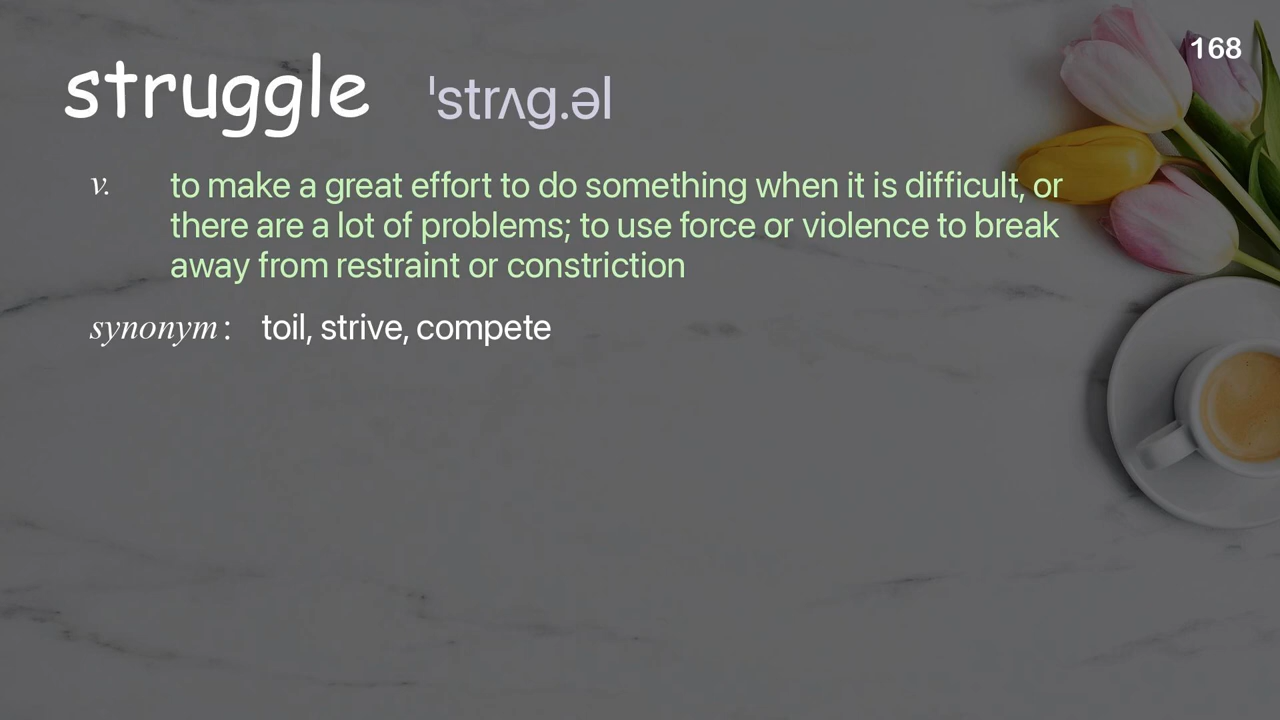 168
struggle ˈstrʌg.əl
v. to make a great effort to do something when it is difficult, or
there are a lot of problems; to use force or violence to break
away from restraint or constriction
synonym: toil, strive, compete